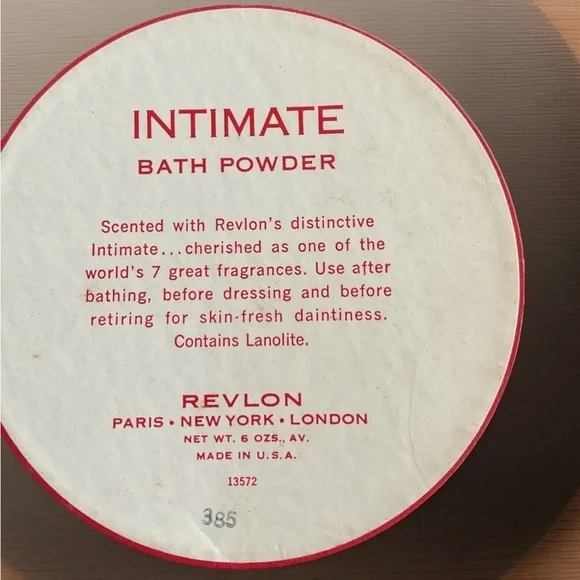 INTIMATE
BATH POWDER
Scented with Revlon's distinctive
Intimate...cherished as one of the
world's 7 great fragrances. Use after
bathing, before dressing and before
retiring for skin-fresh daintiness.
Contains Lanolite.
REVLON
PARIS • NEW YORK • LONDON
NET WT. 6 OZS., AV.
MADE IN U.S.A.
13572
385